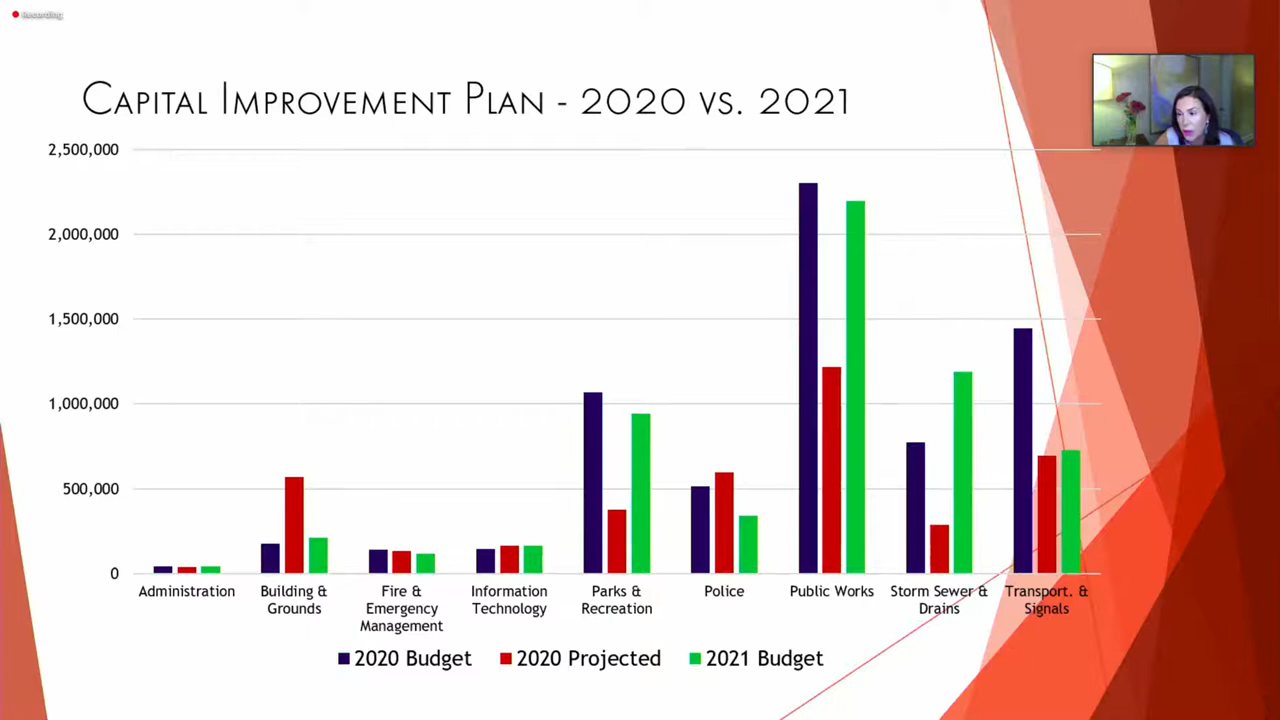 Recording
CAPITAL IMPROVEMENT PLAN - 2020 VS. 2021
2,500,000
2,000,000
1,500,000
1,000,000
500,000
0
Administration
Building &
Grounds
Fire &
Emergency
Management
Information
Technology
Parks &
Recreation
Police
Public Works
Storm Sewer &
Drains
Transport. &
Signals
2020 Budget
2020 Projected
2021 Budget